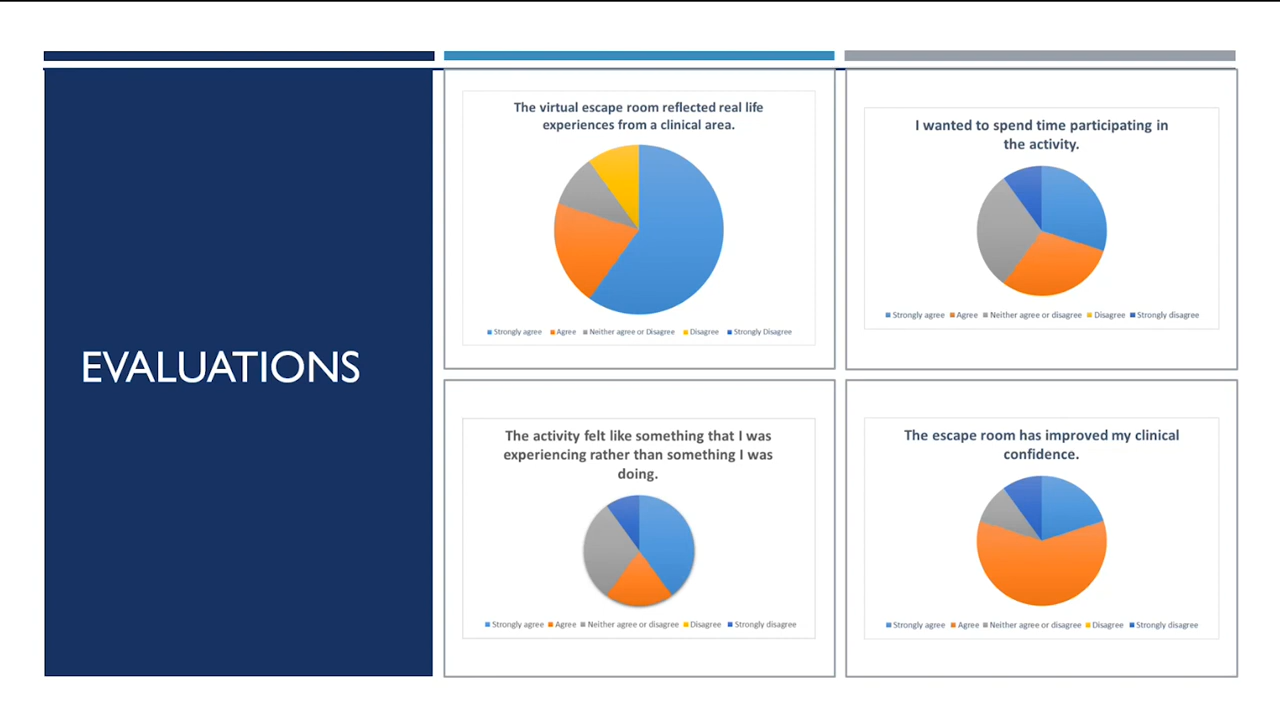 EVALUATIONS
The virtual escape room reflected real life
experiences from a clinical area.
Strongly agree Agree Neither agree or Disagree Disagree Strongly Disagree
I wanted to spend time participating in
the activity.
Strongly agree Agree Neither agree or disagree Disagree Strongly disagree
The activity felt like something that I was
experiencing rather than something I was
doing.
Strongly agree Agree Neither agree or disagree Disagree Strongly disagree
The escape room has improved my clinical
confidence.
Strongly agree Agree Neither agree or disagree Disagree Strongly disagree